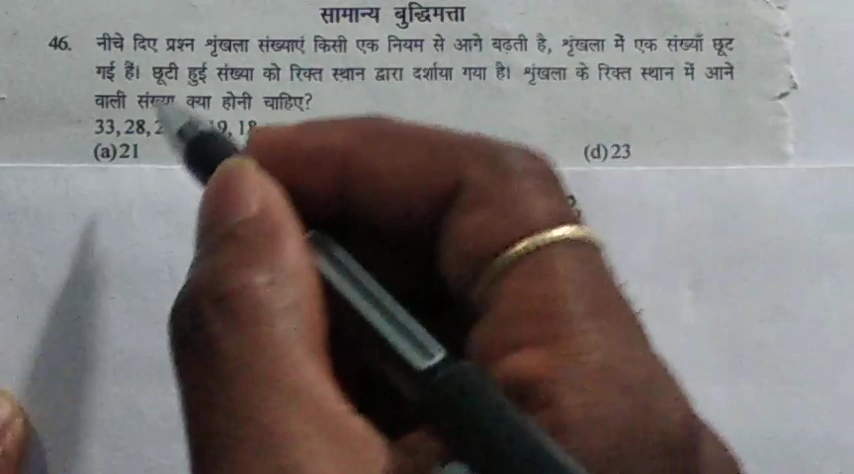 सामान्य बुद्धिमत्ता
46. नीचे दिए प्रश्न शृंखला संख्याएं किसी एक नियम से आगे बढ़ती है, शृंखला में एक संख्याँ छूट
गई हैं। छूटी हुई संख्या को रिक्त स्थान द्वारा दर्शाया गया है। शृंखला के रिक्त स्थान में आने
वाली संख्या क्या होनी चाहिए?
33, 28, 2
(a) 21 (d) 23